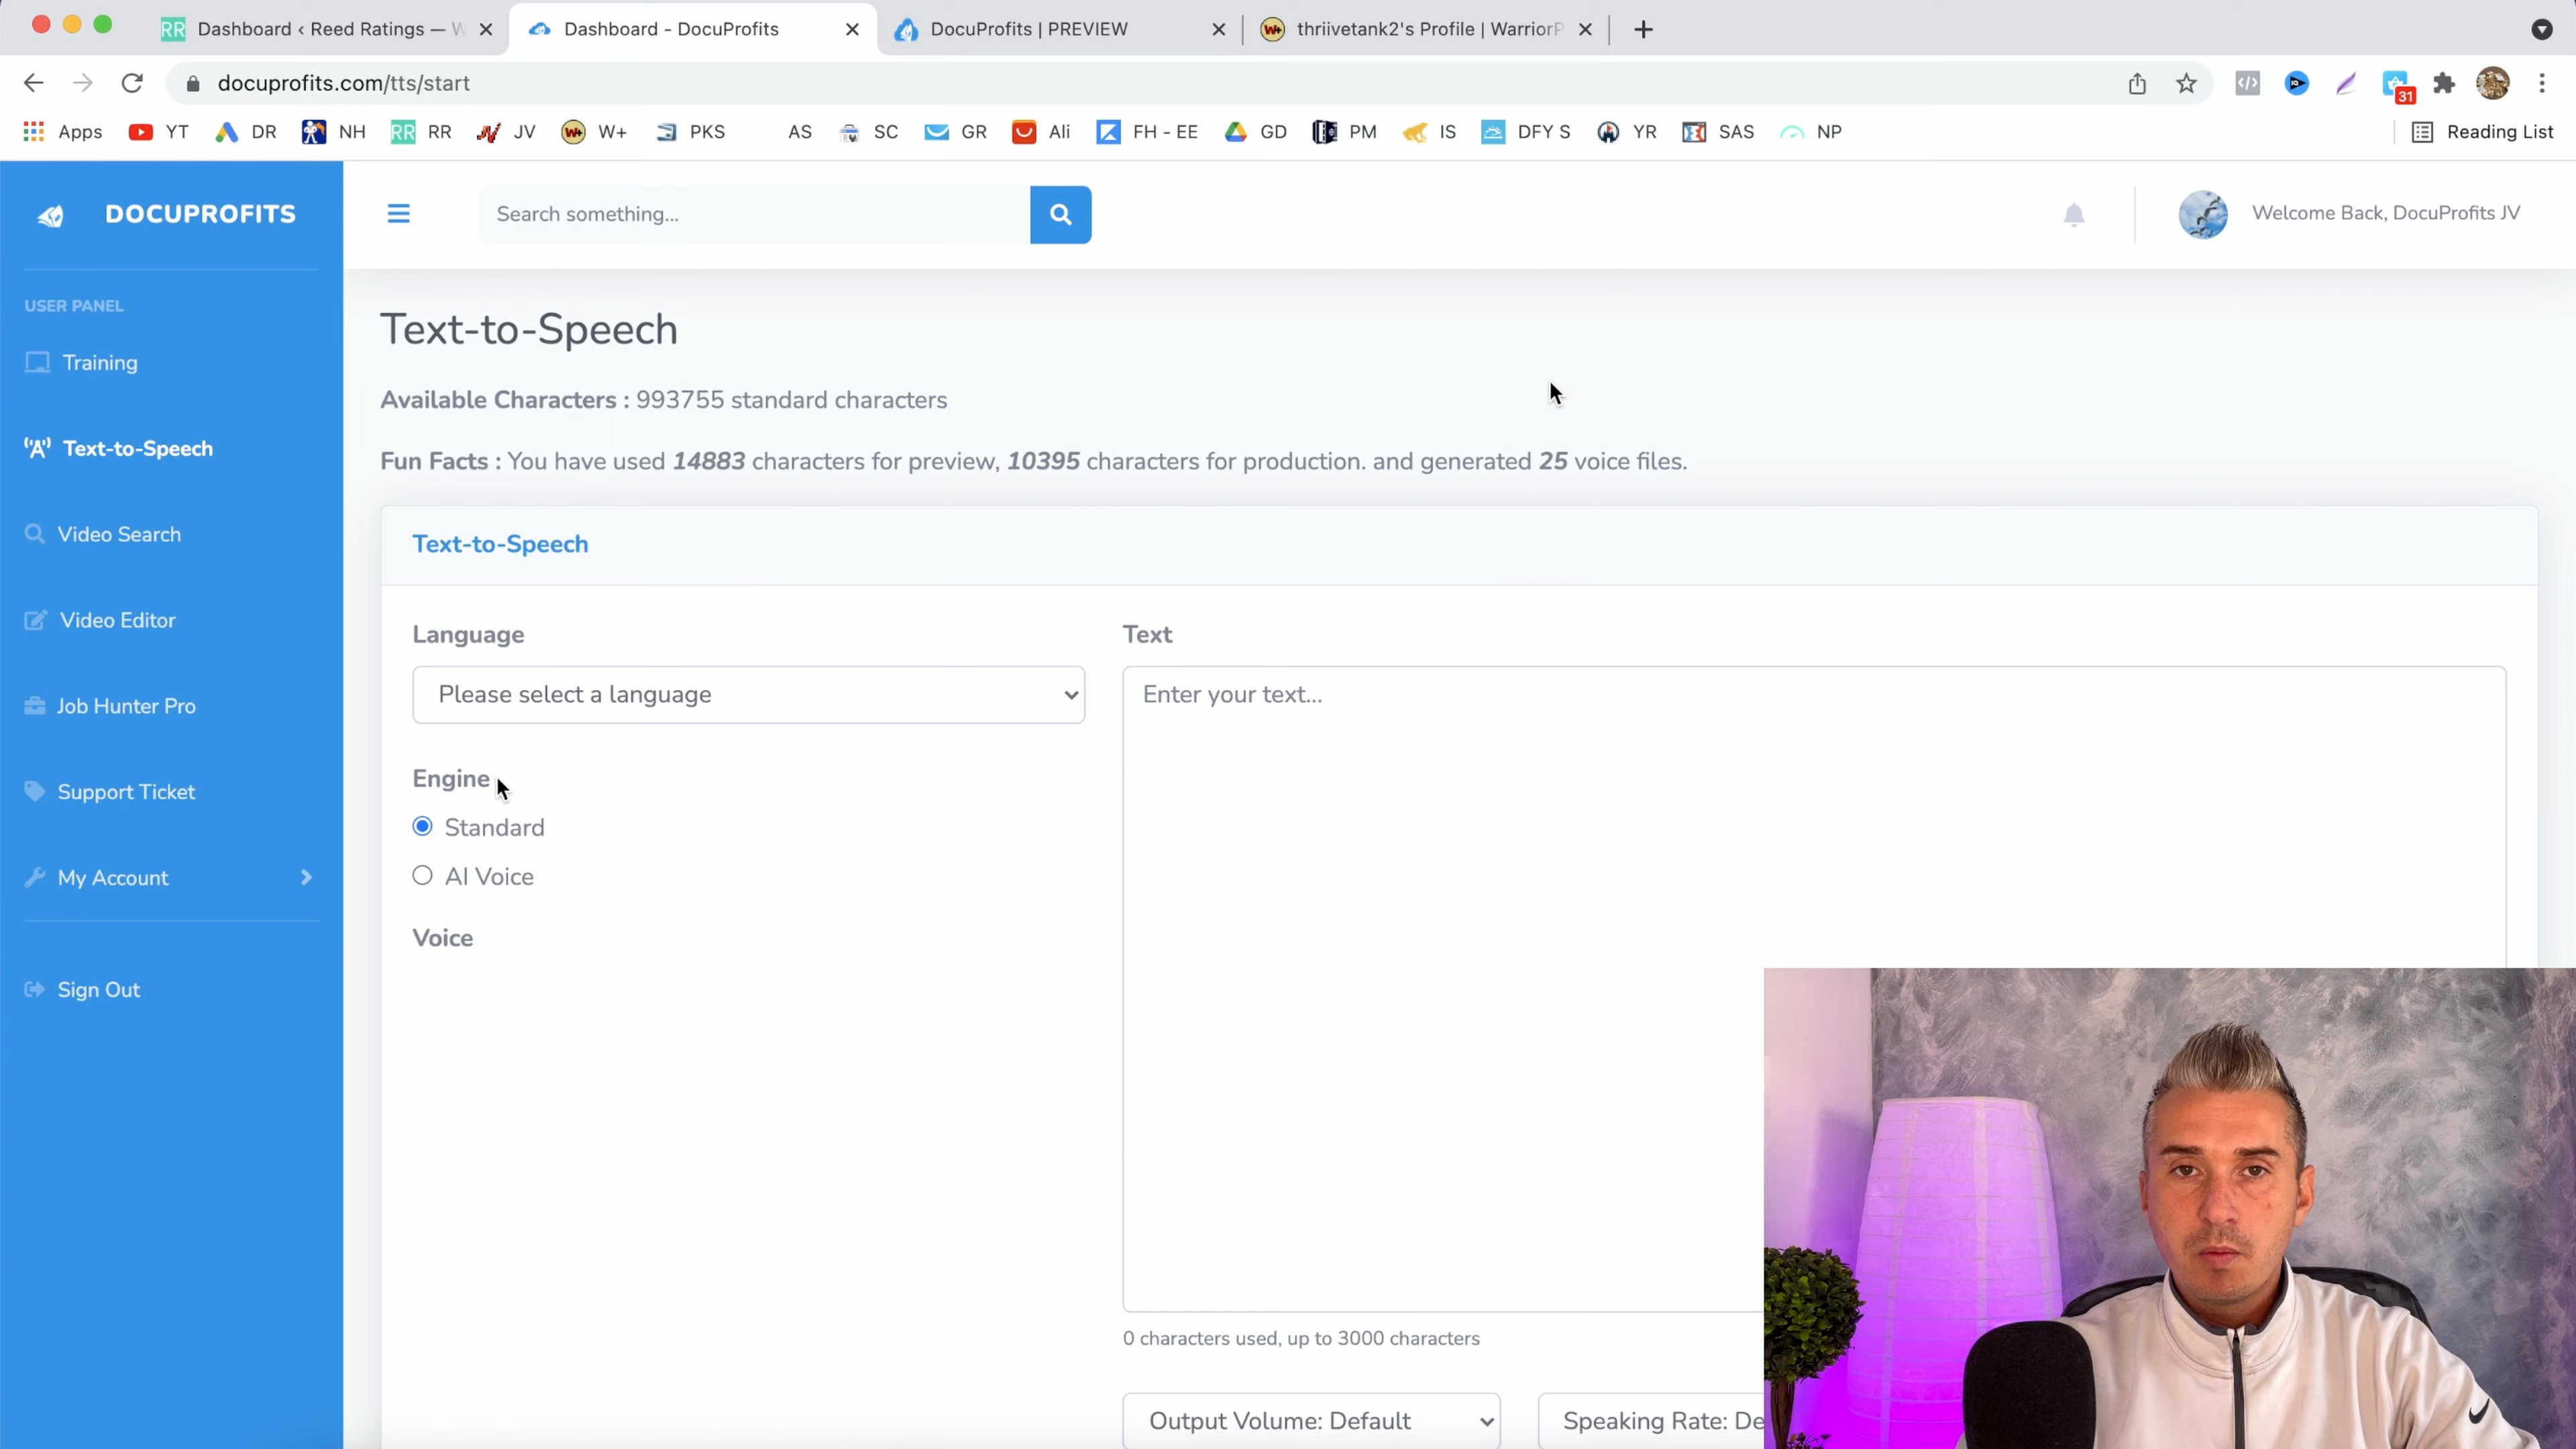 Dashboard ‹ Reed Ratings — W
Dashboard - DocuProfits
DocuProfits | PREVIEW
thriivetank2's Profile | WarriorP
docuprofits.com/tts/start
31
Apps YT DR NH RR RR JV W+ W+ PKS AS SC GR Ali FH - EE GD PM IS DFY S YR SAS NP Reading List
DOCUPROFITS
Search something...
Welcome Back, DocuProfits JV
USER PANEL
Training
Text-to-Speech
Video Search
Video Editor
Job Hunter Pro
Support Ticket
My Account
Sign Out
Text-to-Speech
Available Characters : 993755 standard characters
Fun Facts : You have used 14883 characters for preview, 10395 characters for production. and generated 25 voice files.
Text-to-Speech
Language
Please select a language
Engine
Standard
AI Voice
Voice
Text
Enter your text...
0 characters used, up to 3000 characters
Output Volume: Default
Speaking Rate: De